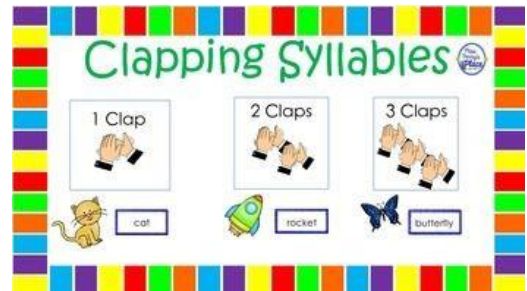 Clapping Syllables
1 Clap
2 Claps
3 Claps
cat
rocket
butterfly